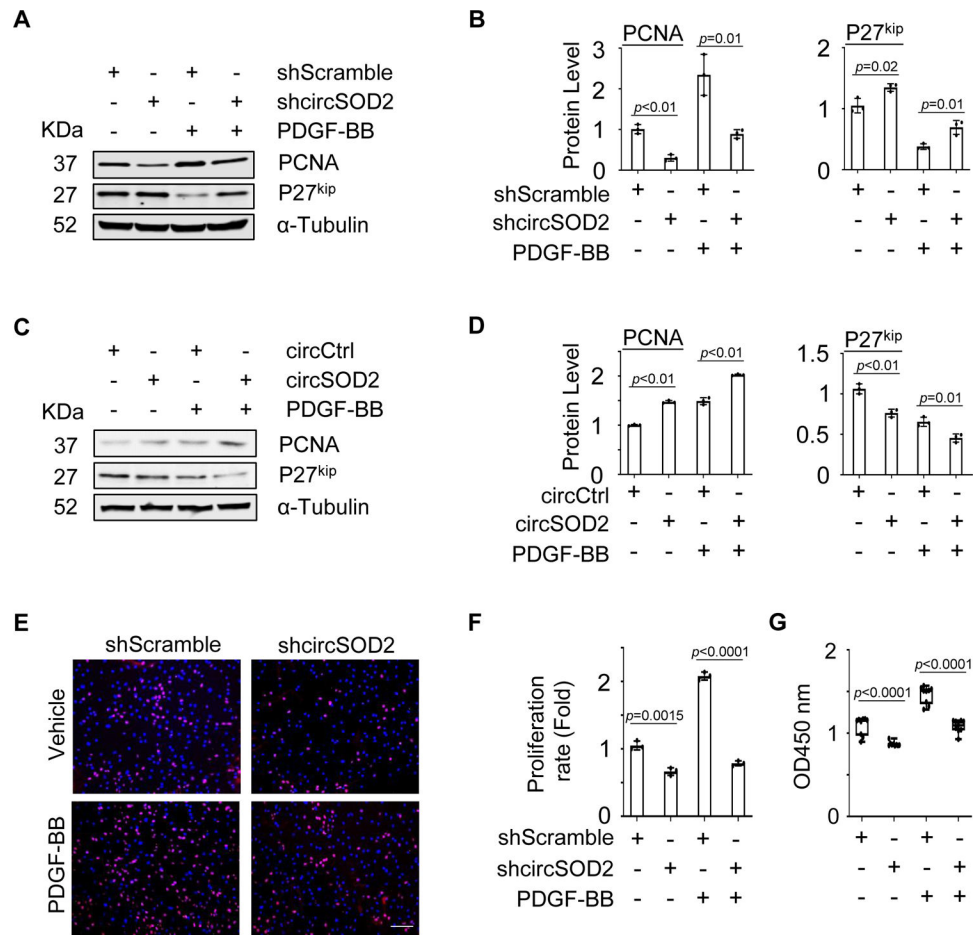 A
+ - + - shScramble
- + - + shcircSOD2
KDa - - + + PDGF-BB
37 PCNA
27 P27kip
52 α-Tubulin
B
PCNA
p=0.01
p<0.01
Protein Level
3
2
1
0
shScramble + - + -
shcircSOD2 - + - +
PDGF-BB - - + +
P27kip
p=0.02
p=0.01
2
1
0
+ - + -
- + - +
- - + +
C
+ - + - circCtrl
- + - + circSOD2
KDa - - + + PDGF-BB
37 PCNA
27 P27kip
52 α-Tubulin
D
PCNA
p<0.01
p<0.01
Protein Level
2
1
0
circCtrl + - + -
circSOD2 - + - +
PDGF-BB - - + +
P27kip
p<0.01
p=0.01
1.5
1
0.5
0
+ - + -
- + - +
- - + +
E
shScramble shcircSOD2
Vehicle
PDGF-BB
F
p<0.0001
p=0.0015
Proliferation
rate (Fold)
2
1
0
shScramble + - + -
shcircSOD2 - + - +
PDGF-BB - - + +
G
p<0.0001
p<0.0001
OD450 nm
2
1
0
+ - + -
- + - +
- - + +